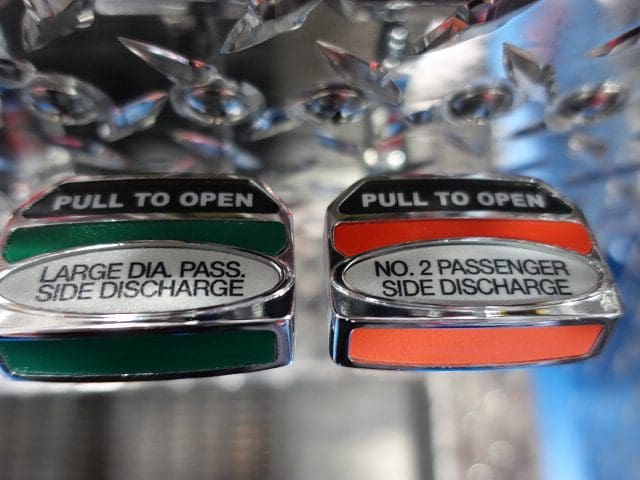 PULL TO OPEN
LARGE DIA. PASS.
SIDE DISCHARGE
PULL TO OPEN
NO. 2 PASSENGER
SIDE DISCHARGE